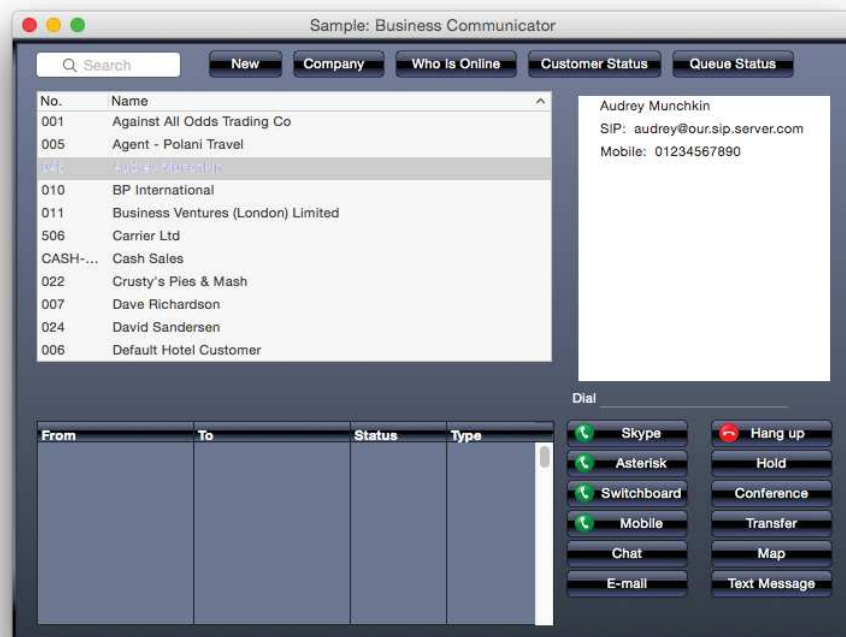 Sample: Business Communicator
Search
New
Company
Who Is Online
Customer Status
Queue Status
No. Name
001 Against All Odds Trading Co
005 Agent - Polani Travel
Audrey Munchkin
010 BP International
011 Business Ventures (London) Limited
506 Carrier Ltd
CASH-... Cash Sales
022 Crusty's Pies & Mash
007 Dave Richardson
024 David Sandersen
006 Default Hotel Customer
Audrey Munchkin
SIP: audrey@our.sip.server.com
Mobile: 01234567890
Dial
From To Status Type
Skype
Hang up
Asterisk
Hold
Switchboard
Conference
Mobile
Transfer
Chat
Map
E-mail
Text Message